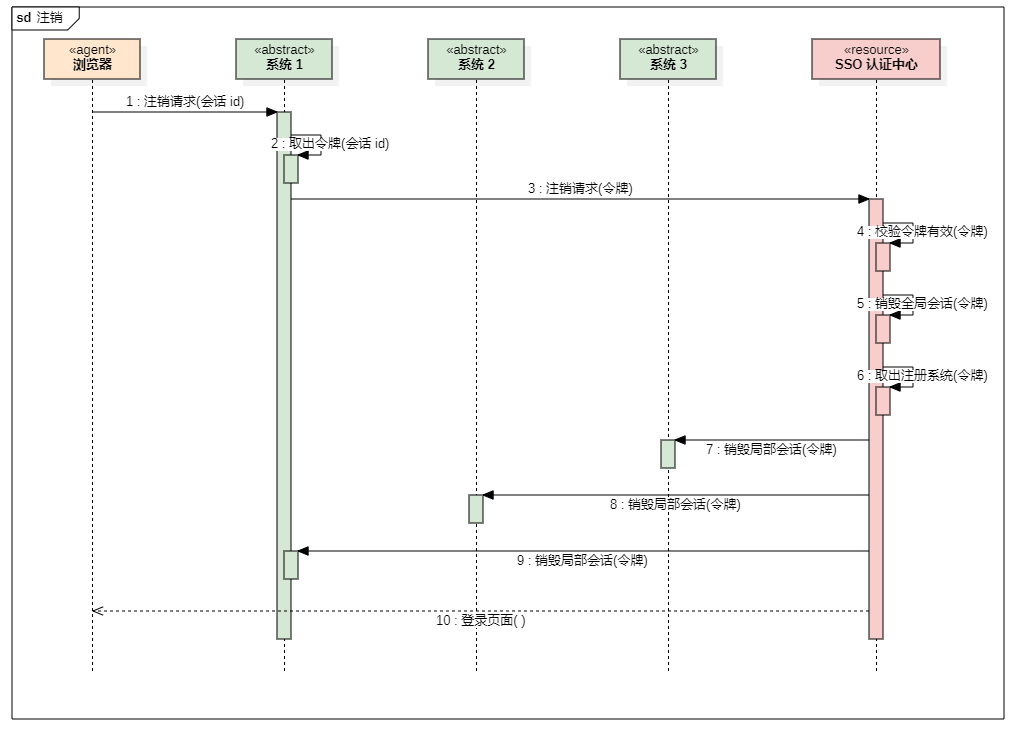 sd 注销
«agent»
浏览器
«abstract»
系统 1
«abstract»
系统 2
«abstract»
系统 3
«resource»
SSO 认证中心
1 : 注销请求(会话 id)
2 : 取出令牌(会话 id)
3 : 注销请求(令牌)
4 : 校验令牌有效(令牌)
5 : 销毁全局会话(令牌)
6 : 取出注册系统(令牌)
7 : 销毁局部会话(令牌)
8 : 销毁局部会话(令牌)
9 : 销毁局部会话(令牌)
10 : 登录页面( )